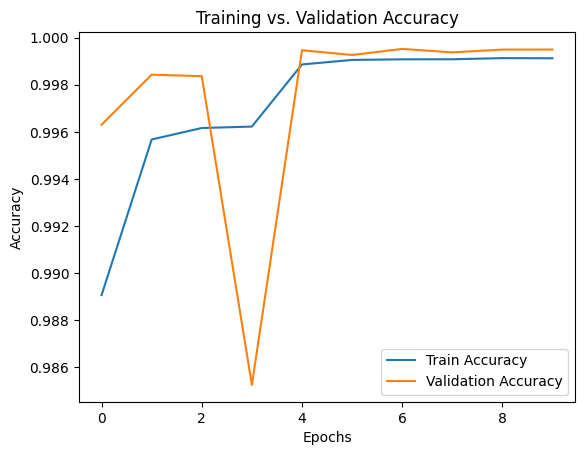 Training vs. Validation Accuracy
1.000
0.998
0.996
0.994
0.992
0.990
0.988
0.986
Accuracy
0 2 4 6 8
Epochs
Train Accuracy
Validation Accuracy